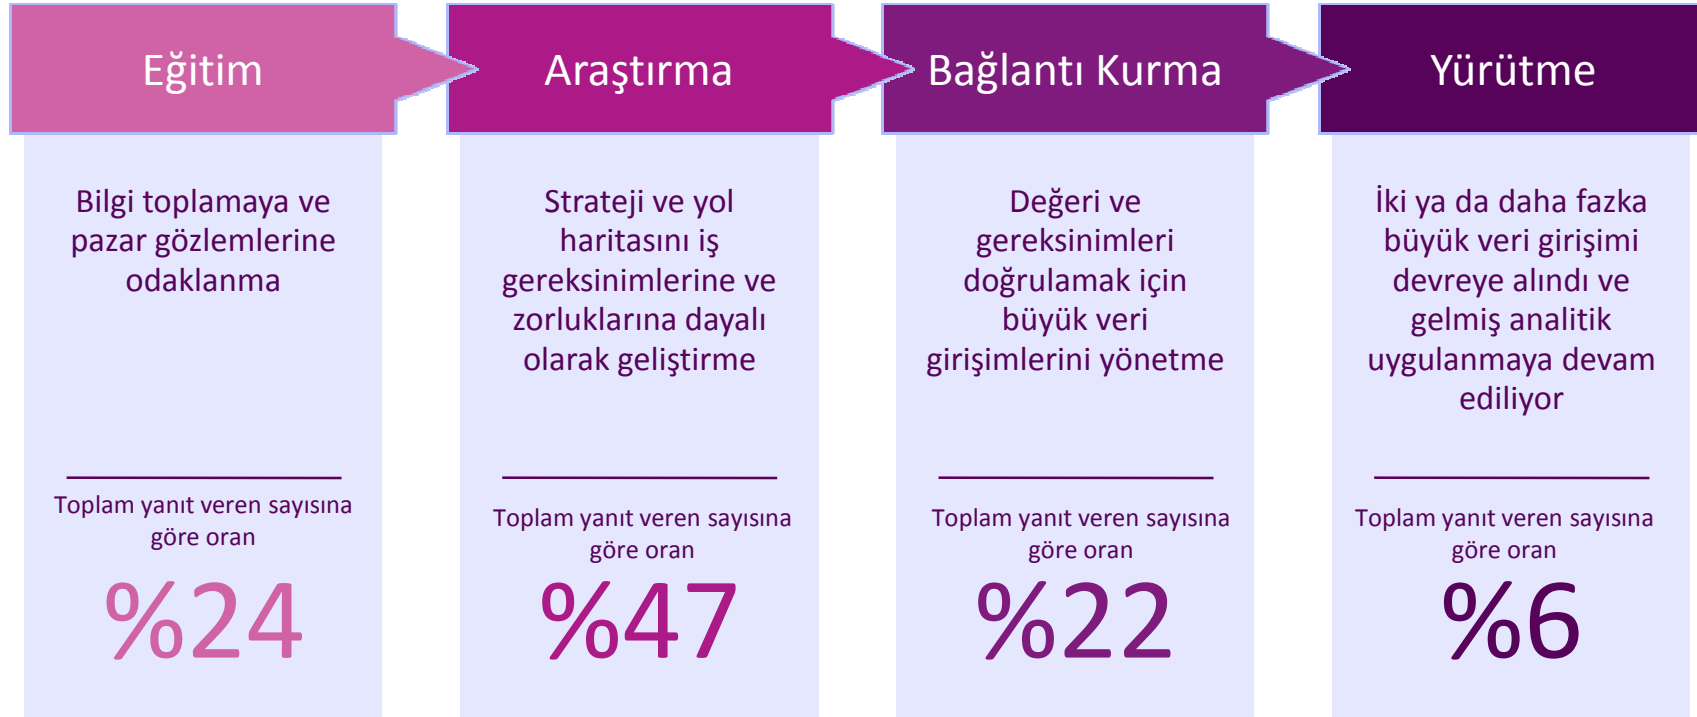 Eğitim
Bilgi toplamaya ve
pazar gözlemlerine
odaklanma
Toplam yanıt veren sayısına
göre oran
%24
Araştırma
Strateji ve yol
haritasını iş
gereksinimlerine ve
zorluklarına dayalı
olarak geliştirme
Toplam yanıt veren sayısına
göre oran
%47
Bağlantı Kurma
Değeri ve
gereksinimleri
doğrulamak için
büyük veri
girişimlerini yönetme
Toplam yanıt veren sayısına
göre oran
%22
Yürütme
İki ya da daha fazka
büyük veri girişimi
devreye alındı ve
gelmiş analitik
uygulanmaya devam
ediliyor
Toplam yanıt veren sayısına
göre oran
%6